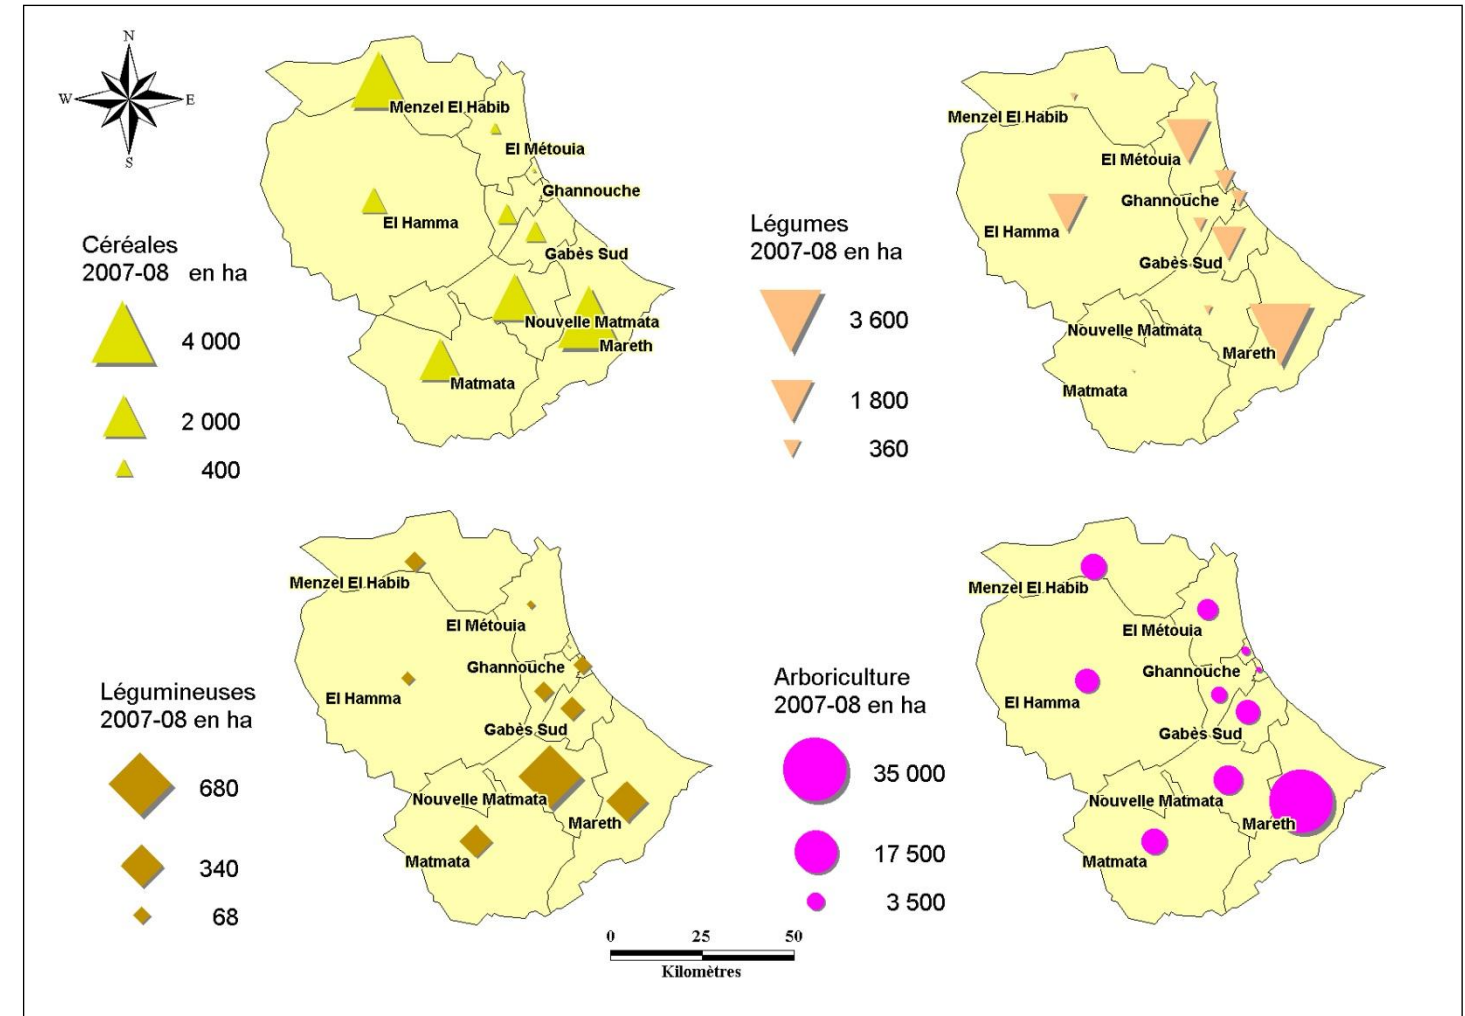 N
W
E
S
Menzel El Habib
El Métouia
Ghannouche
El Hamma
Gabès Sud
Nouvelle Matmata
Mareth
Matmata
Céréales
2007-08 en ha
4 000
2 000
400
Menzel El Habib
El Métouia
Ghannouche
El Hamma
Gabès Sud
Nouvelle Matmata
Mareth
Matmata
Légumes
2007-08 en ha
3 600
1 800
360
Menzel El Habib
El Métouia
Ghannouche
El Hamma
Gabès Sud
Nouvelle Matmata
Mareth
Matmata
Légumineuses
2007-08 en ha
680
340
68
Menzel El Habib
El Métouia
Ghannouche
El Hamma
Gabès Sud
Nouvelle Matmata
Mareth
Matmata
Arboriculture
2007-08 en ha
35 000
17 500
3 500
0 25 50
Kilomètres